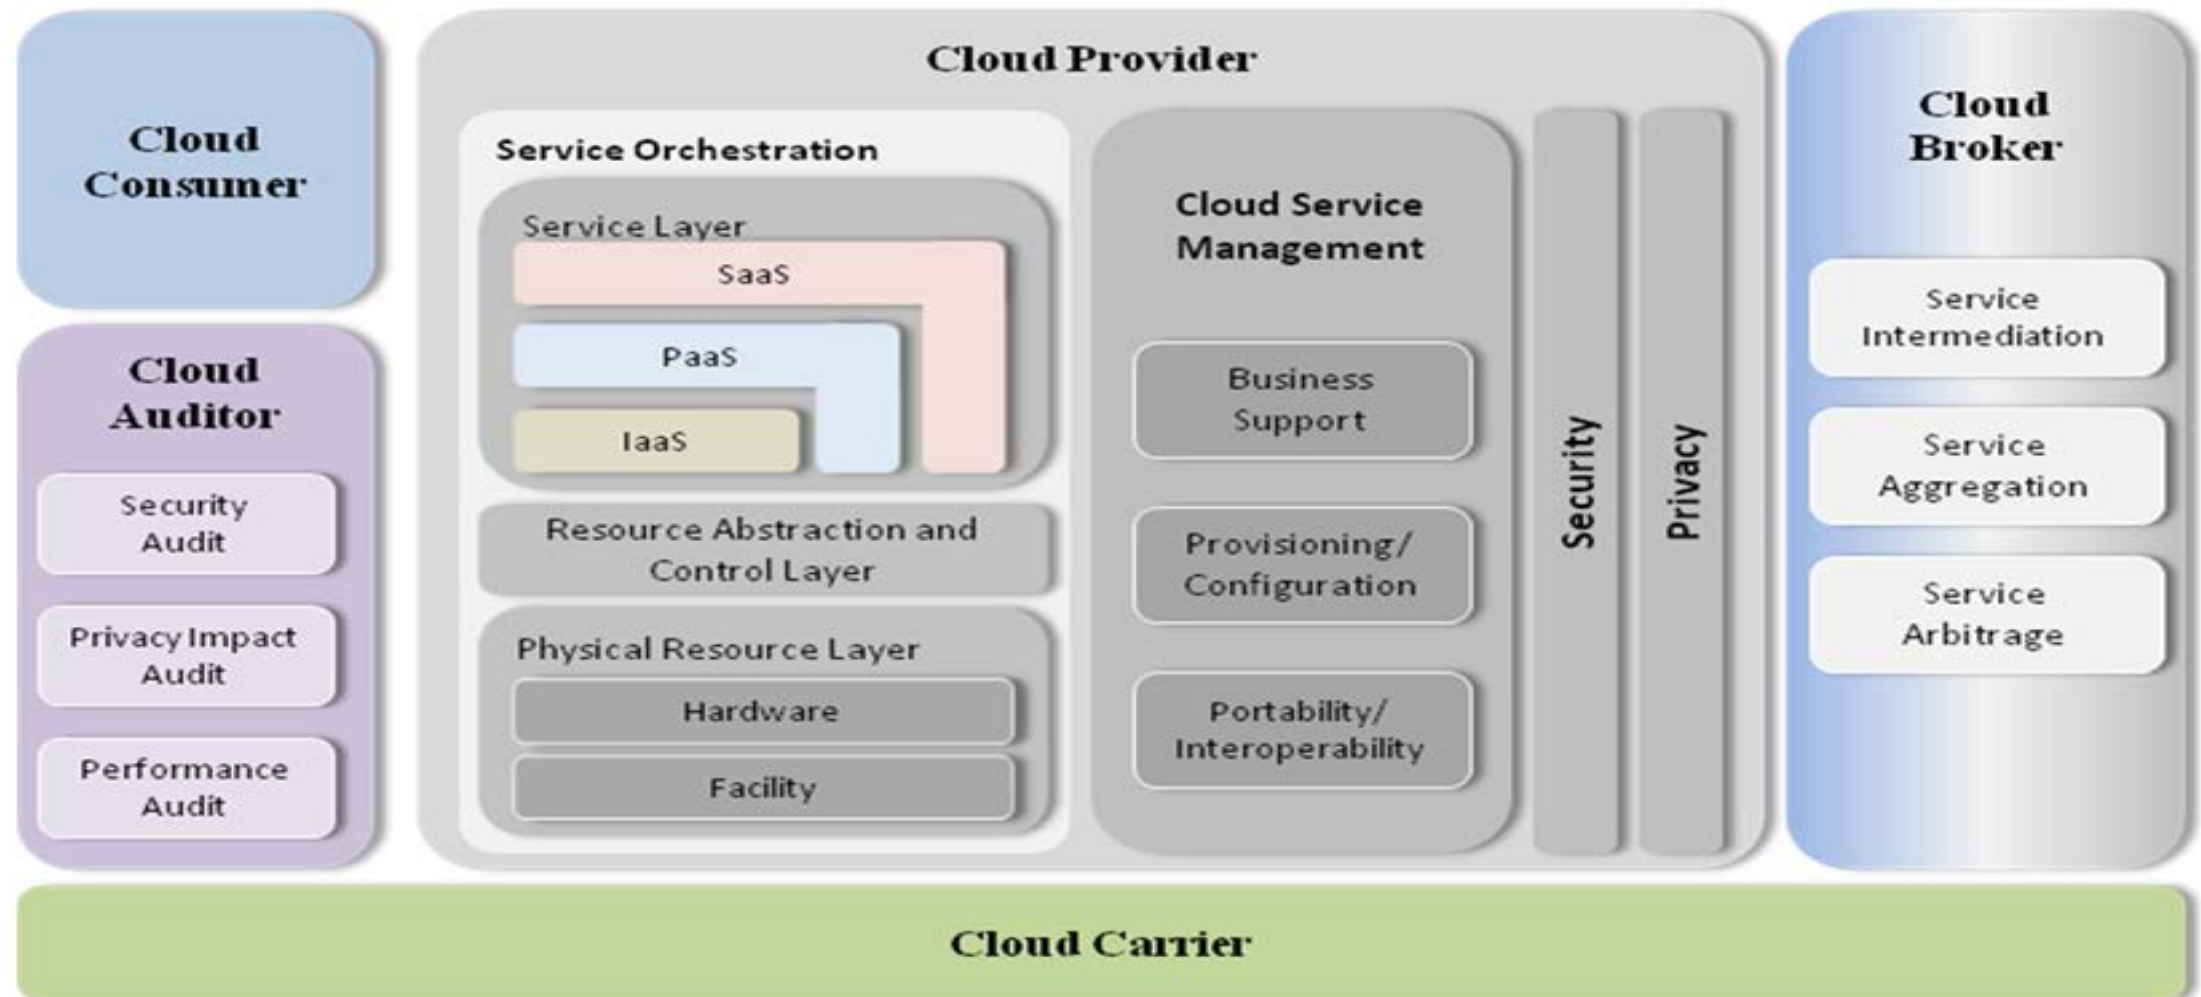 Cloud
Consumer
Cloud
Auditor
Security
Audit
Privacy Impact
Audit
Performance
Audit
Cloud Provider
Service Orchestration
Service Layer
SaaS
PaaS
IaaS
Resource Abstraction and
Control Layer
Physical Resource Layer
Hardware
Facility
Cloud Service
Management
Business
Support
Provisioning/
Configuration
Portability/
Interoperability
Security
Privacy
Cloud
Broker
Service
Intermediation
Service
Aggregation
Service
Arbitrage
Cloud Carrier